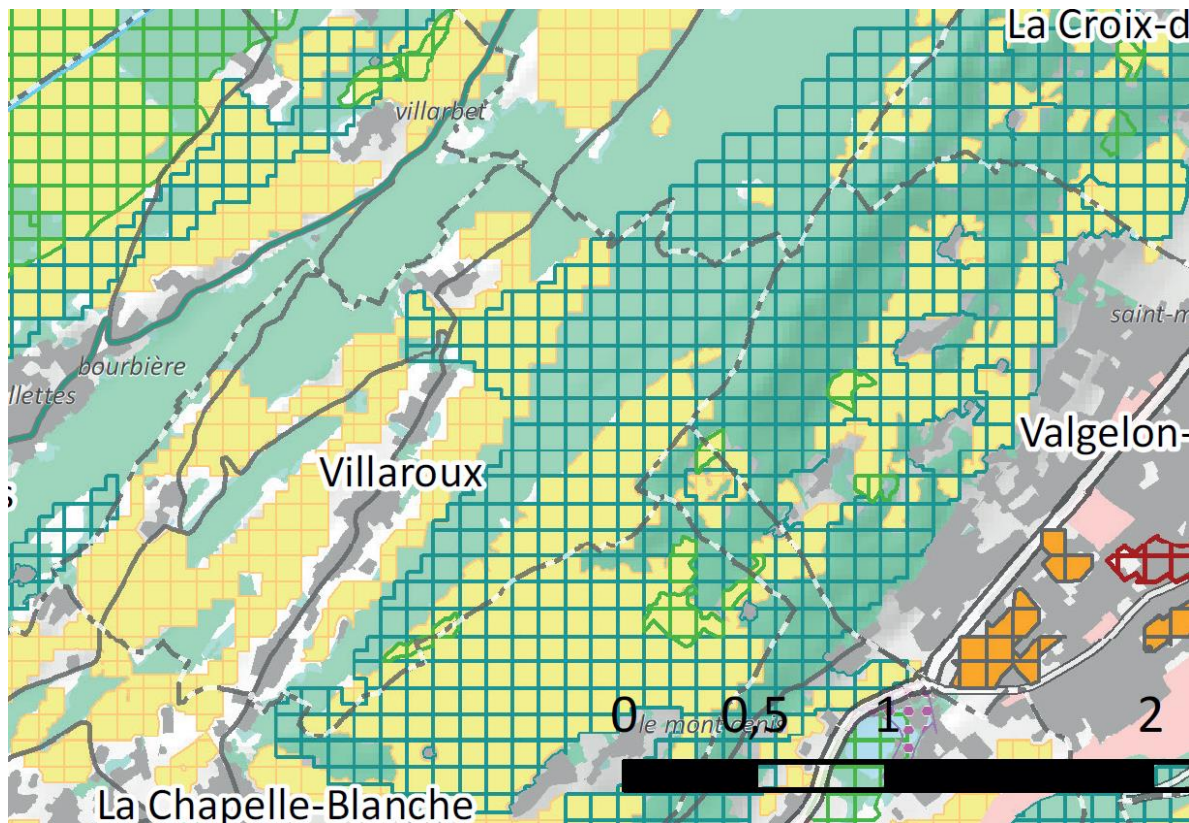 La Croix-d
villarbet
saint-m
bourbière
llettes
Valgelon-
Villaroux
s
0 0,5 1 2
le mont cenis
La Chapelle-Blanche